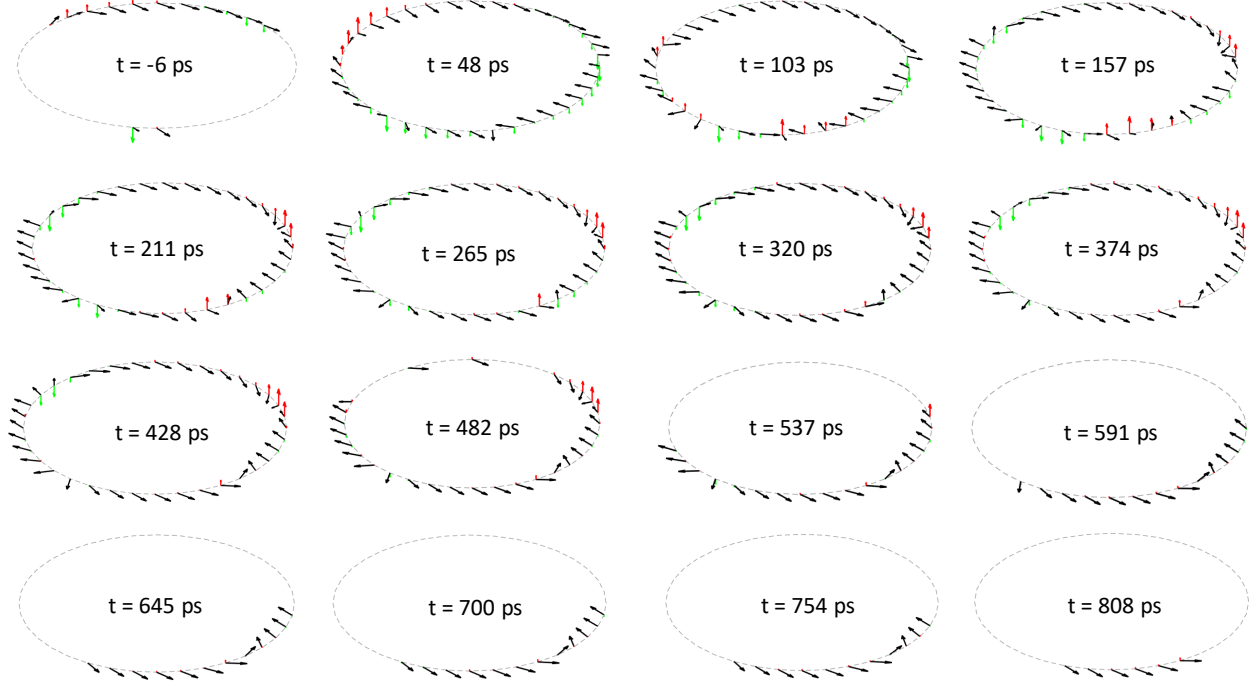 t = -6 ps
t = 48 ps
t = 103 ps
t = 157 ps
t = 211 ps
t = 265 ps
t = 320 ps
t = 374 ps
t = 428 ps
t = 482 ps
t = 537 ps
t = 591 ps
t = 645 ps
t = 700 ps
t = 754 ps
t = 808 ps